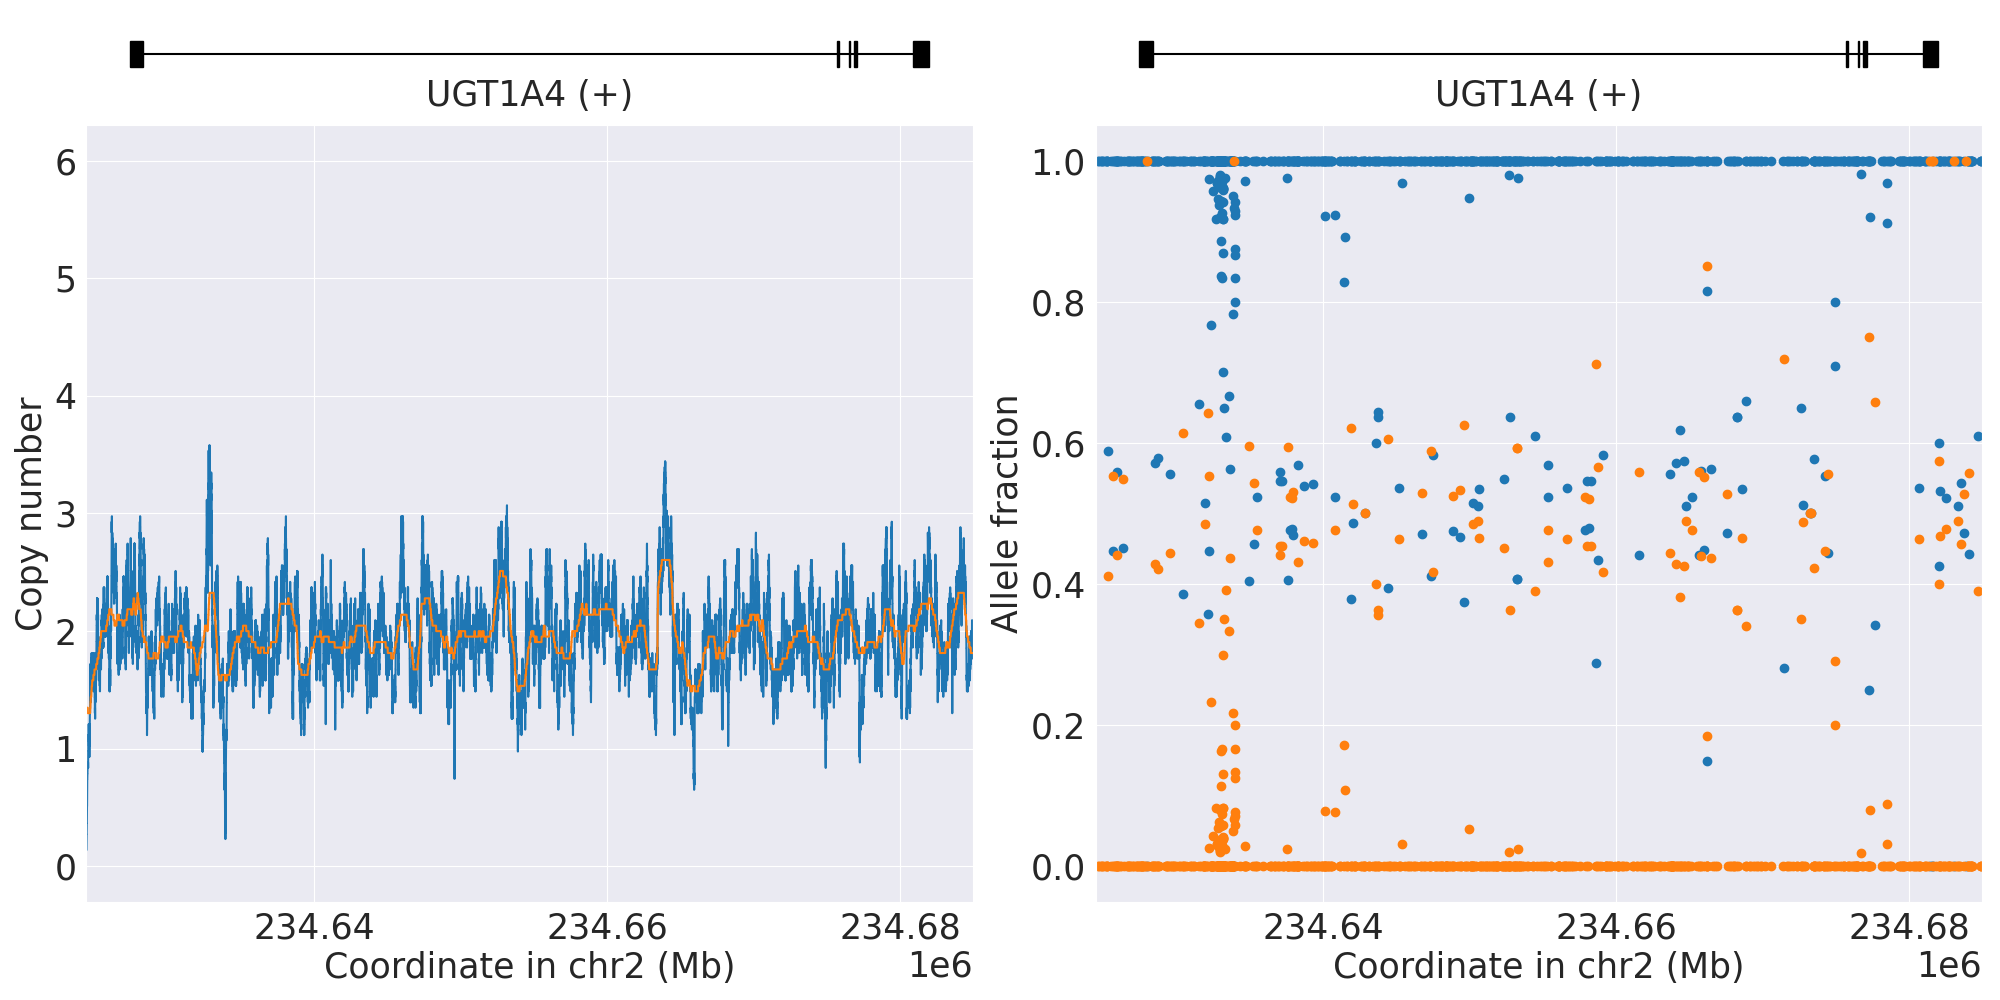 UGT1A4 (+)
6
5
4
3
2
1
0
Copy number
234.64
234.66
234.68
Coordinate in chr2 (Mb)
1e6
UGT1A4 (+)
1.0
0.8
0.6
0.4
0.2
0.0
Allele fraction
234.64
234.66
234.68
Coordinate in chr2 (Mb)
1e6